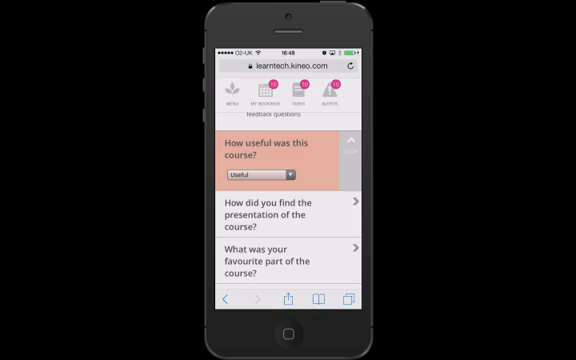 O2-UK
16:48
learntech.kineo.com
10
10
10
MENU
MY BOOKINGS
TASKS
ALERTS
feedback questions
How useful was this
course?
Useful
How did you find the
presentation of the
course?
What was your
favourite part of the
course?